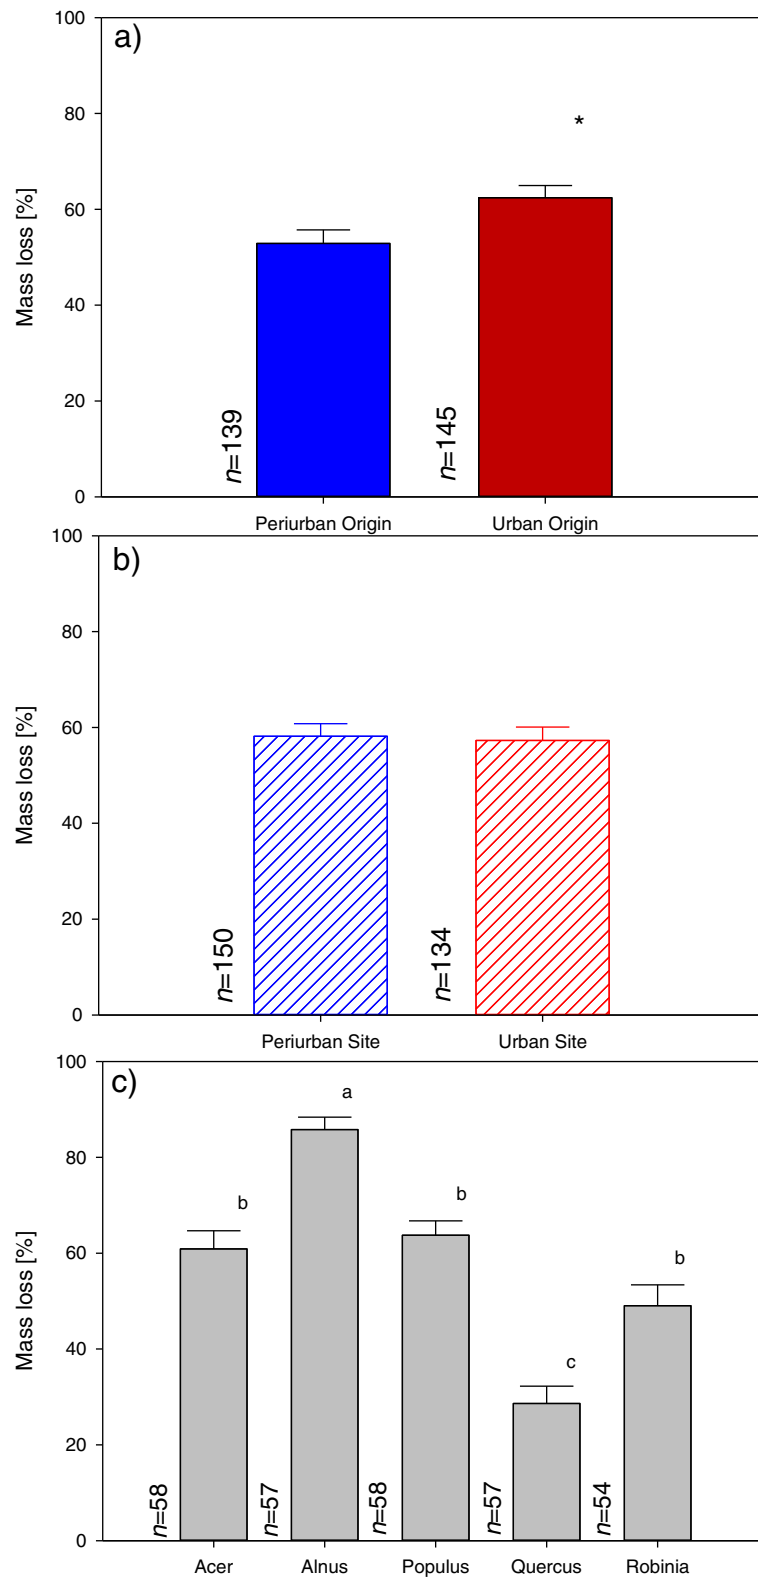 a)
Mass loss [%]
100
80
60
40
20
0
*
n=139
n=145
Periurban Origin
Urban Origin
b)
Mass loss [%]
100
80
60
40
20
0
n=150
n=134
Periurban Site
Urban Site
c)
Mass loss [%]
100
80
60
40
20
0
b
a
b
c
b
n=58
n=57
n=58
n=57
n=54
Acer
Alnus
Populus
Quercus
Robinia